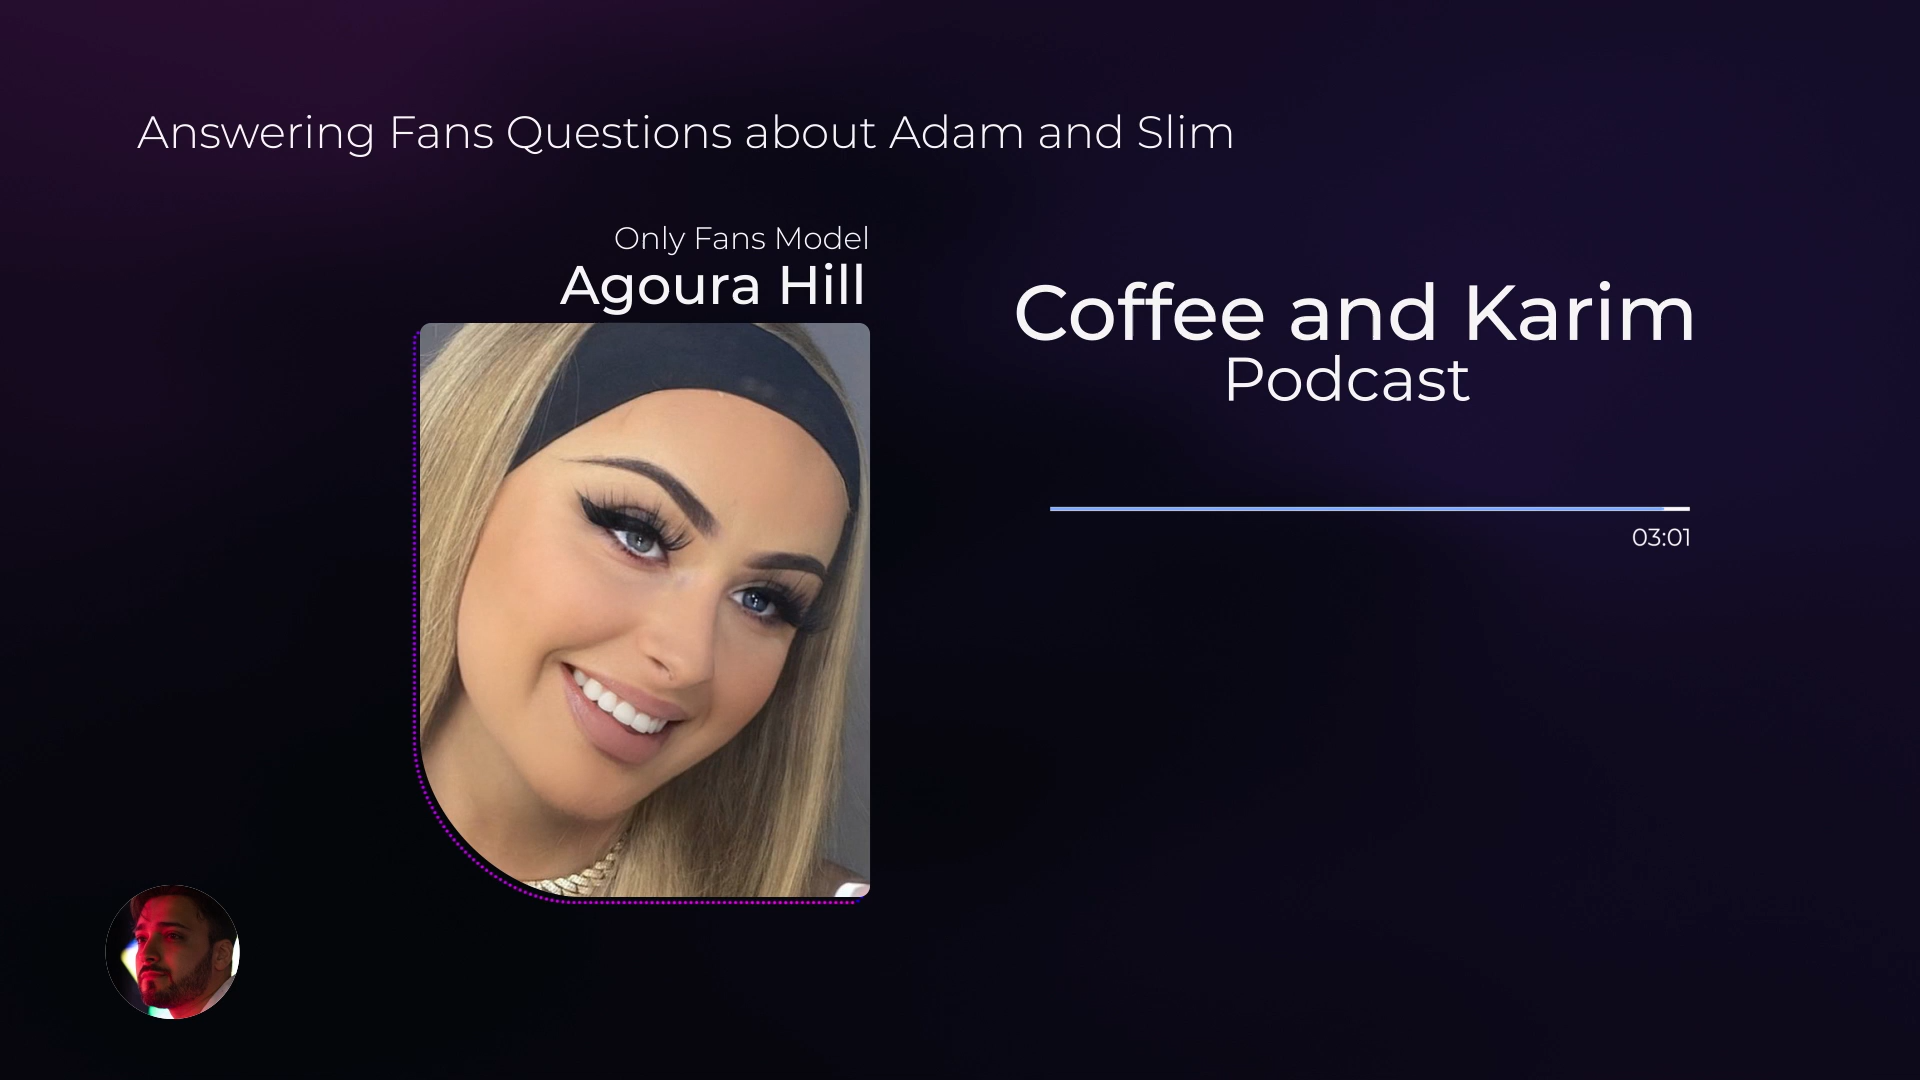 Answering Fans Questions about Adam and Slim
Only Fans Model
Agoura Hill
Coffee and Karim
Podcast
03:01